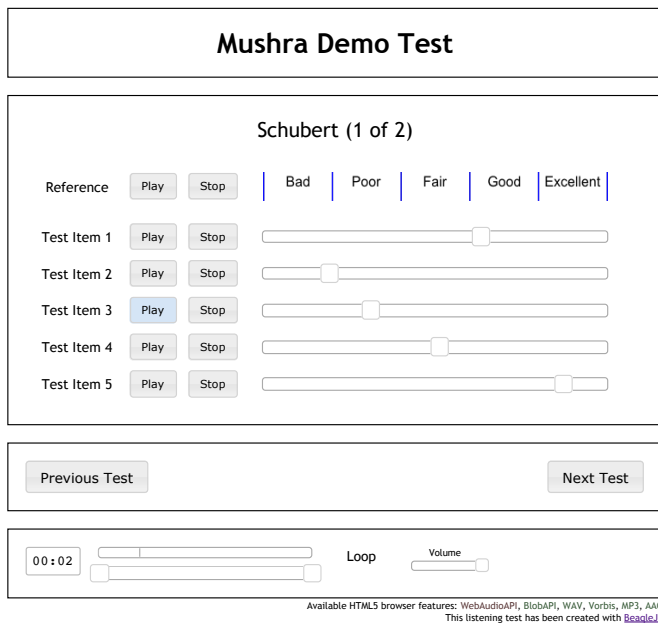 Mushra Demo Test
Schubert (1 of 2)
Reference Play Stop Bad Poor Fair Good Excellent
Test Item 1 Play Stop
Test Item 2 Play Stop
Test Item 3 Play Stop
Test Item 4 Play Stop
Test Item 5 Play Stop
Previous Test Next Test
00:02 Loop Volume
Available HTML5 browser features: WebAudioAPI, BlobAPI, WAV, Vorbis, MP3, AA
This listening test has been created with BeagleJ